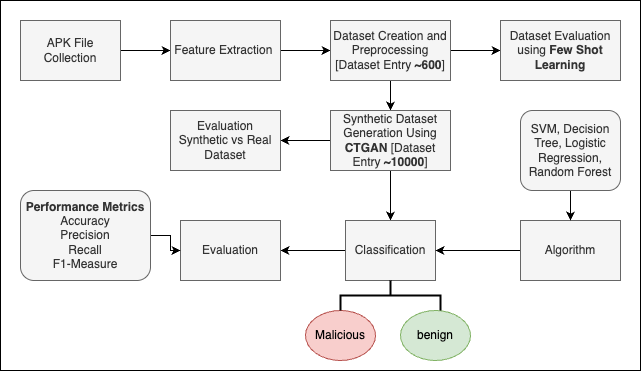 APK File
Collection
Feature Extraction
Dataset Creation and
Preprocessing
[Dataset Entry ~600]
Dataset Evaluation
using Few Shot
Learning
Evaluation
Synthetic vs Real
Dataset
Synthetic Dataset
Generation Using
CTGAN [Dataset
Entry ~10000]
SVM, Decision
Tree, Logistic
Regression,
Random Forest
Performance Metrics
Accuracy
Precision
Recall
F1-Measure
Evaluation
Classification
Algorithm
Malicious
benign